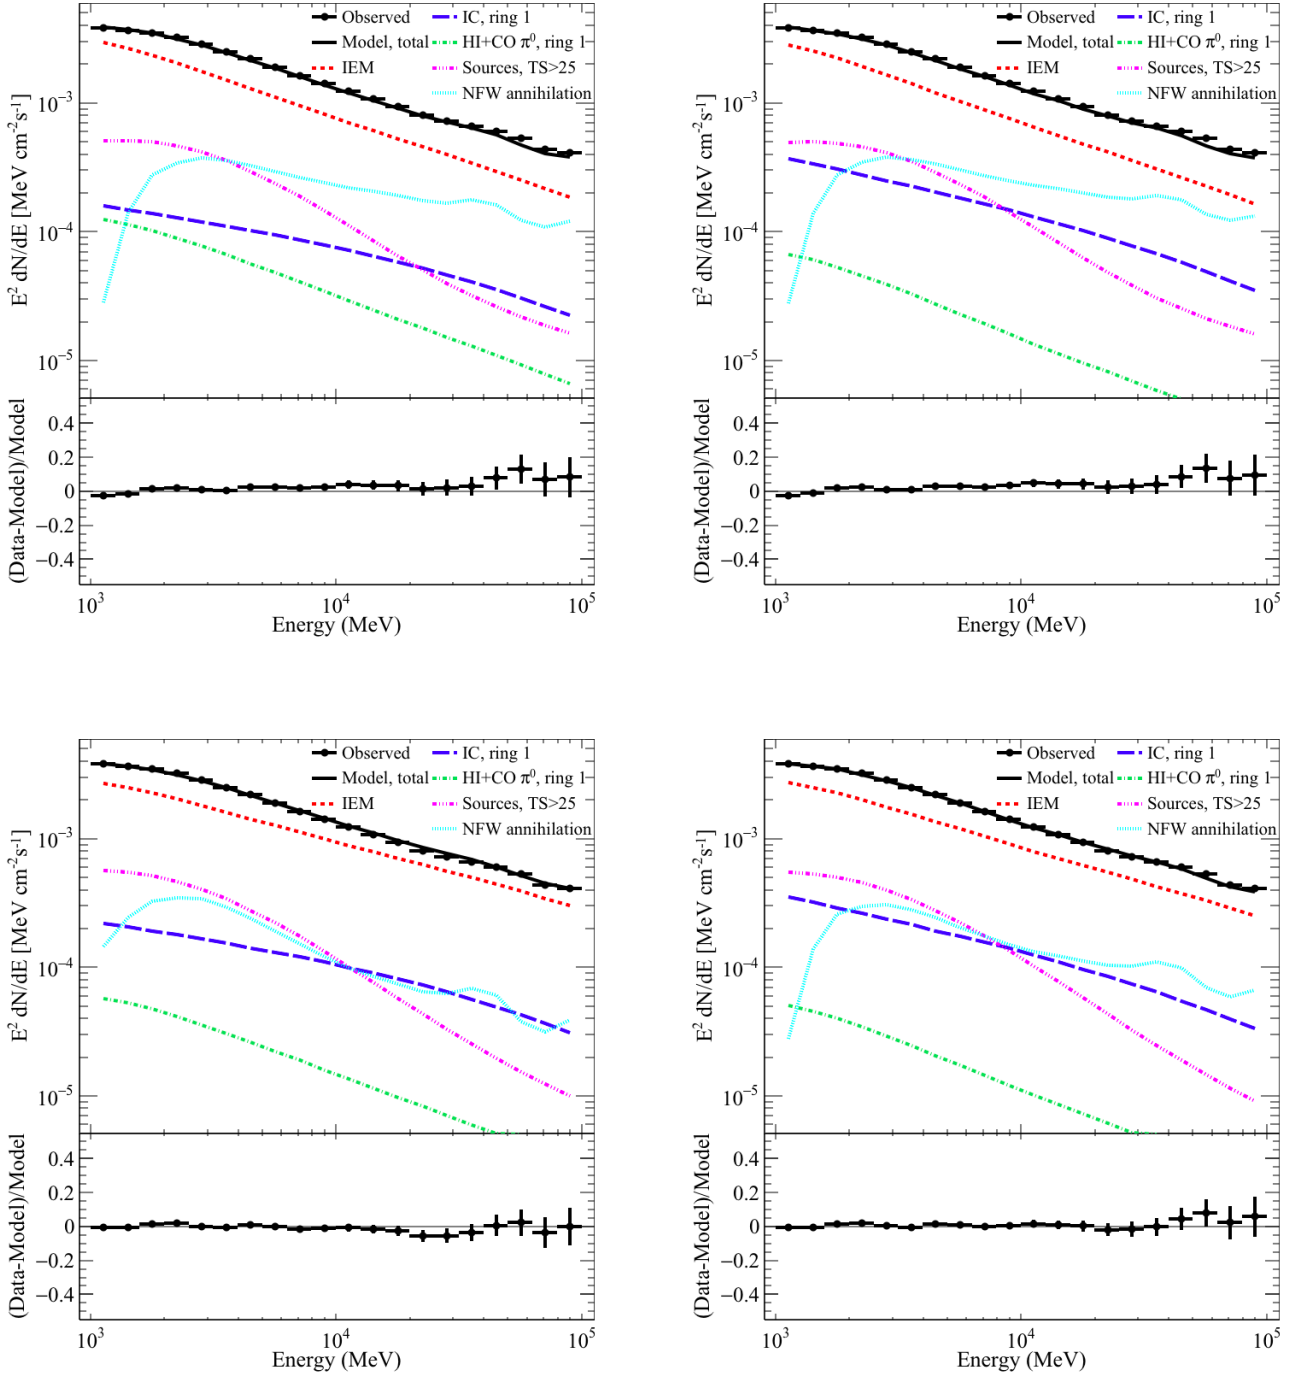 Observed
Model, total
IEM
IC, ring 1
HI+CO π⁰, ring 1
Sources, TS>25
NFW annihilation
E² dN/dE [MeV cm⁻²s⁻¹]
10⁻³
10⁻⁴
10⁻⁵
(Data-Model)/Model
0.4
0.2
0
−0.2
−0.4
10³
10⁴
10⁵
Energy (MeV)
Observed
Model, total
IEM
IC, ring 1
HI+CO π⁰, ring 1
Sources, TS>25
NFW annihilation
E² dN/dE [MeV cm⁻²s⁻¹]
10⁻³
10⁻⁴
10⁻⁵
(Data-Model)/Model
0.4
0.2
0
−0.2
−0.4
10³
10⁴
10⁵
Energy (MeV)
Observed
Model, total
IEM
IC, ring 1
HI+CO π⁰, ring 1
Sources, TS>25
NFW annihilation
E² dN/dE [MeV cm⁻²s⁻¹]
10⁻³
10⁻⁴
10⁻⁵
(Data-Model)/Model
0.4
0.2
0
−0.2
−0.4
10³
10⁴
10⁵
Energy (MeV)
Observed
Model, total
IEM
IC, ring 1
HI+CO π⁰, ring 1
Sources, TS>25
NFW annihilation
E² dN/dE [MeV cm⁻²s⁻¹]
10⁻³
10⁻⁴
10⁻⁵
(Data-Model)/Model
0.4
0.2
0
−0.2
−0.4
10³
10⁴
10⁵
Energy (MeV)